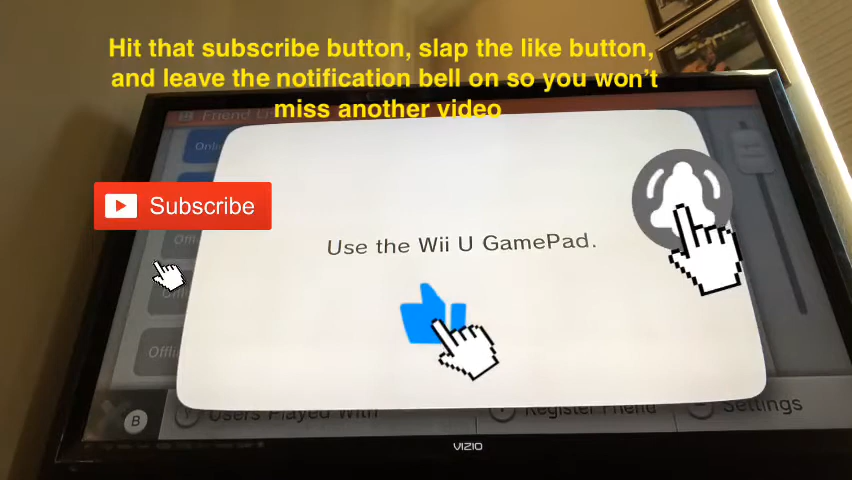 Hit that subscribe button, slap the like button,
and leave the notification bell on so you won't
miss another video
Friend
Subscribe
Use the Wii U GamePad.
B
Users Played With
Register Friend
Settings
VIZIO